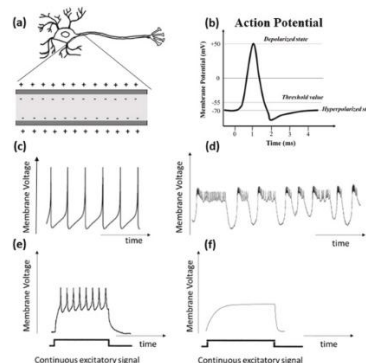 (a)
+ + + + + + + + +
- - - - - - - -
- - - - - - - -
+ + + + + + + + +
(b)
Action Potential
Depolarized state
+50
0
-55
-70
Threshold value
Hyperpolarized s
Membrane Potential (mV)
0 1 2 4
Time (ms)
(c)
Membrane Voltage
time
(d)
Membrane Voltage
time
(e)
Membrane Voltage
time
Continuous excitatory signal
(f)
Membrane Voltage
time
Continuous excitatory signal